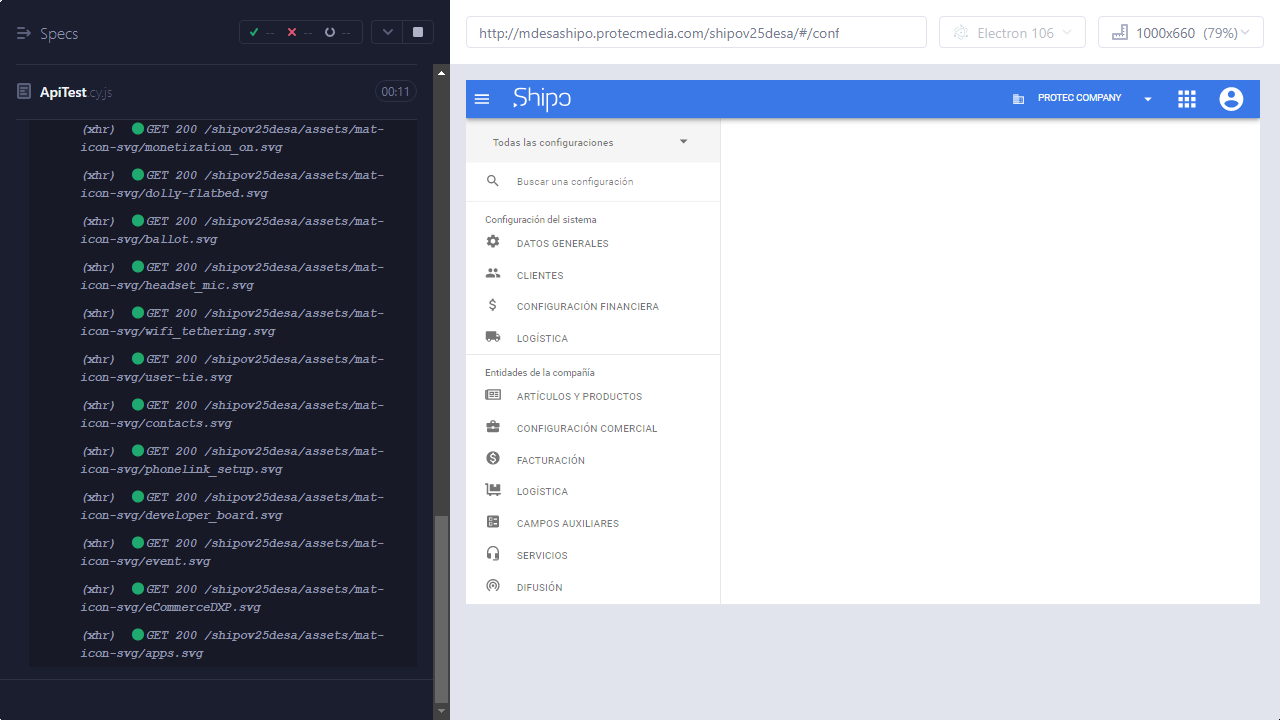 Specs
-- -- --
ApiTest.cy.js
00:11
(xhr) GET 200 /shipov25desa/assets/mat-
icon-svg/monetization_on.svg
(xhr) GET 200 /shipov25desa/assets/mat-
icon-svg/dolly-flatbed.svg
(xhr) GET 200 /shipov25desa/assets/mat-
icon-svg/ballot.svg
(xhr) GET 200 /shipov25desa/assets/mat-
icon-svg/headset_mic.svg
(xhr) GET 200 /shipov25desa/assets/mat-
icon-svg/wifi_tethering.svg
(xhr) GET 200 /shipov25desa/assets/mat-
icon-svg/user-tie.svg
(xhr) GET 200 /shipov25desa/assets/mat-
icon-svg/contacts.svg
(xhr) GET 200 /shipov25desa/assets/mat-
icon-svg/phonelink_setup.svg
(xhr) GET 200 /shipov25desa/assets/mat-
icon-svg/developer_board.svg
(xhr) GET 200 /shipov25desa/assets/mat-
icon-svg/event.svg
(xhr) GET 200 /shipov25desa/assets/mat-
icon-svg/eCommerceDXP.svg
(xhr) GET 200 /shipov25desa/assets/mat-
icon-svg/apps.svg
http://mdesashipo.protecmedia.com/shipov25desa/#/conf
Electron 106
1000x660 (79%)
Shipo
PROTEC COMPANY
Todas las configuraciones
Buscar una configuración
Configuración del sistema
DATOS GENERALES
CLIENTES
CONFIGURACIÓN FINANCIERA
LOGÍSTICA
Entidades de la compañía
ARTÍCULOS Y PRODUCTOS
CONFIGURACIÓN COMERCIAL
FACTURACIÓN
LOGÍSTICA
CAMPOS AUXILIARES
SERVICIOS
DIFUSIÓN